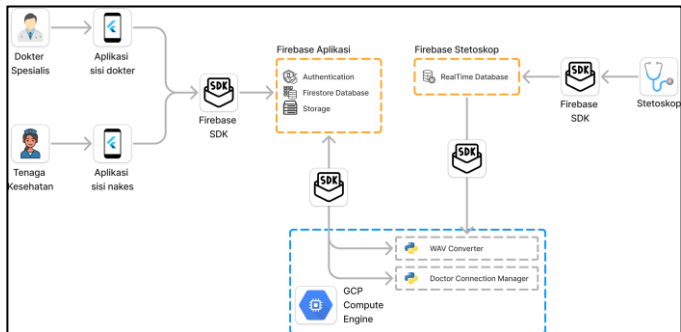 Dokter
Spesialis
Aplikasi
sisi dokter
Tenaga
Kesehatan
Aplikasi
sisi nakes
SDK
Firebase
SDK
Firebase Aplikasi
Authentication
Firestore Database
Storage
Firebase Stetoskop
RealTime Database
SDK
Firebase
SDK
Stetoskop
SDK
SDK
WAV Converter
Doctor Connection Manager
GCP
Compute
Engine